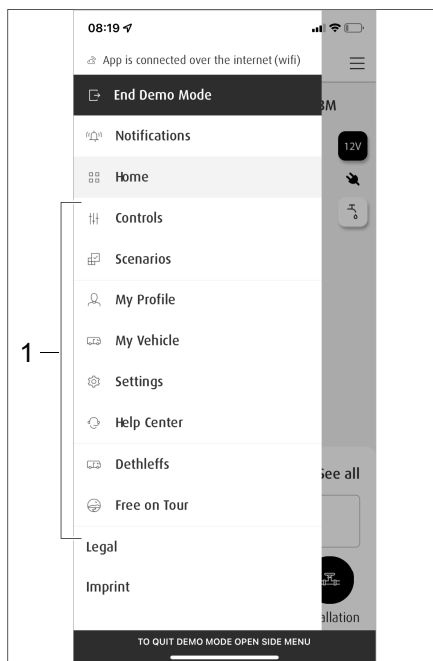 08:19
App is connected over the internet (wifi)
End Demo Mode
3M
Notifications
12V
Home
Controls
Scenarios
My Profile
1
My Vehicle
Settings
Help Center
Dethleffs
See all
Free on Tour
Legal
Imprint
allation
TO QUIT DEMO MODE OPEN SIDE MENU